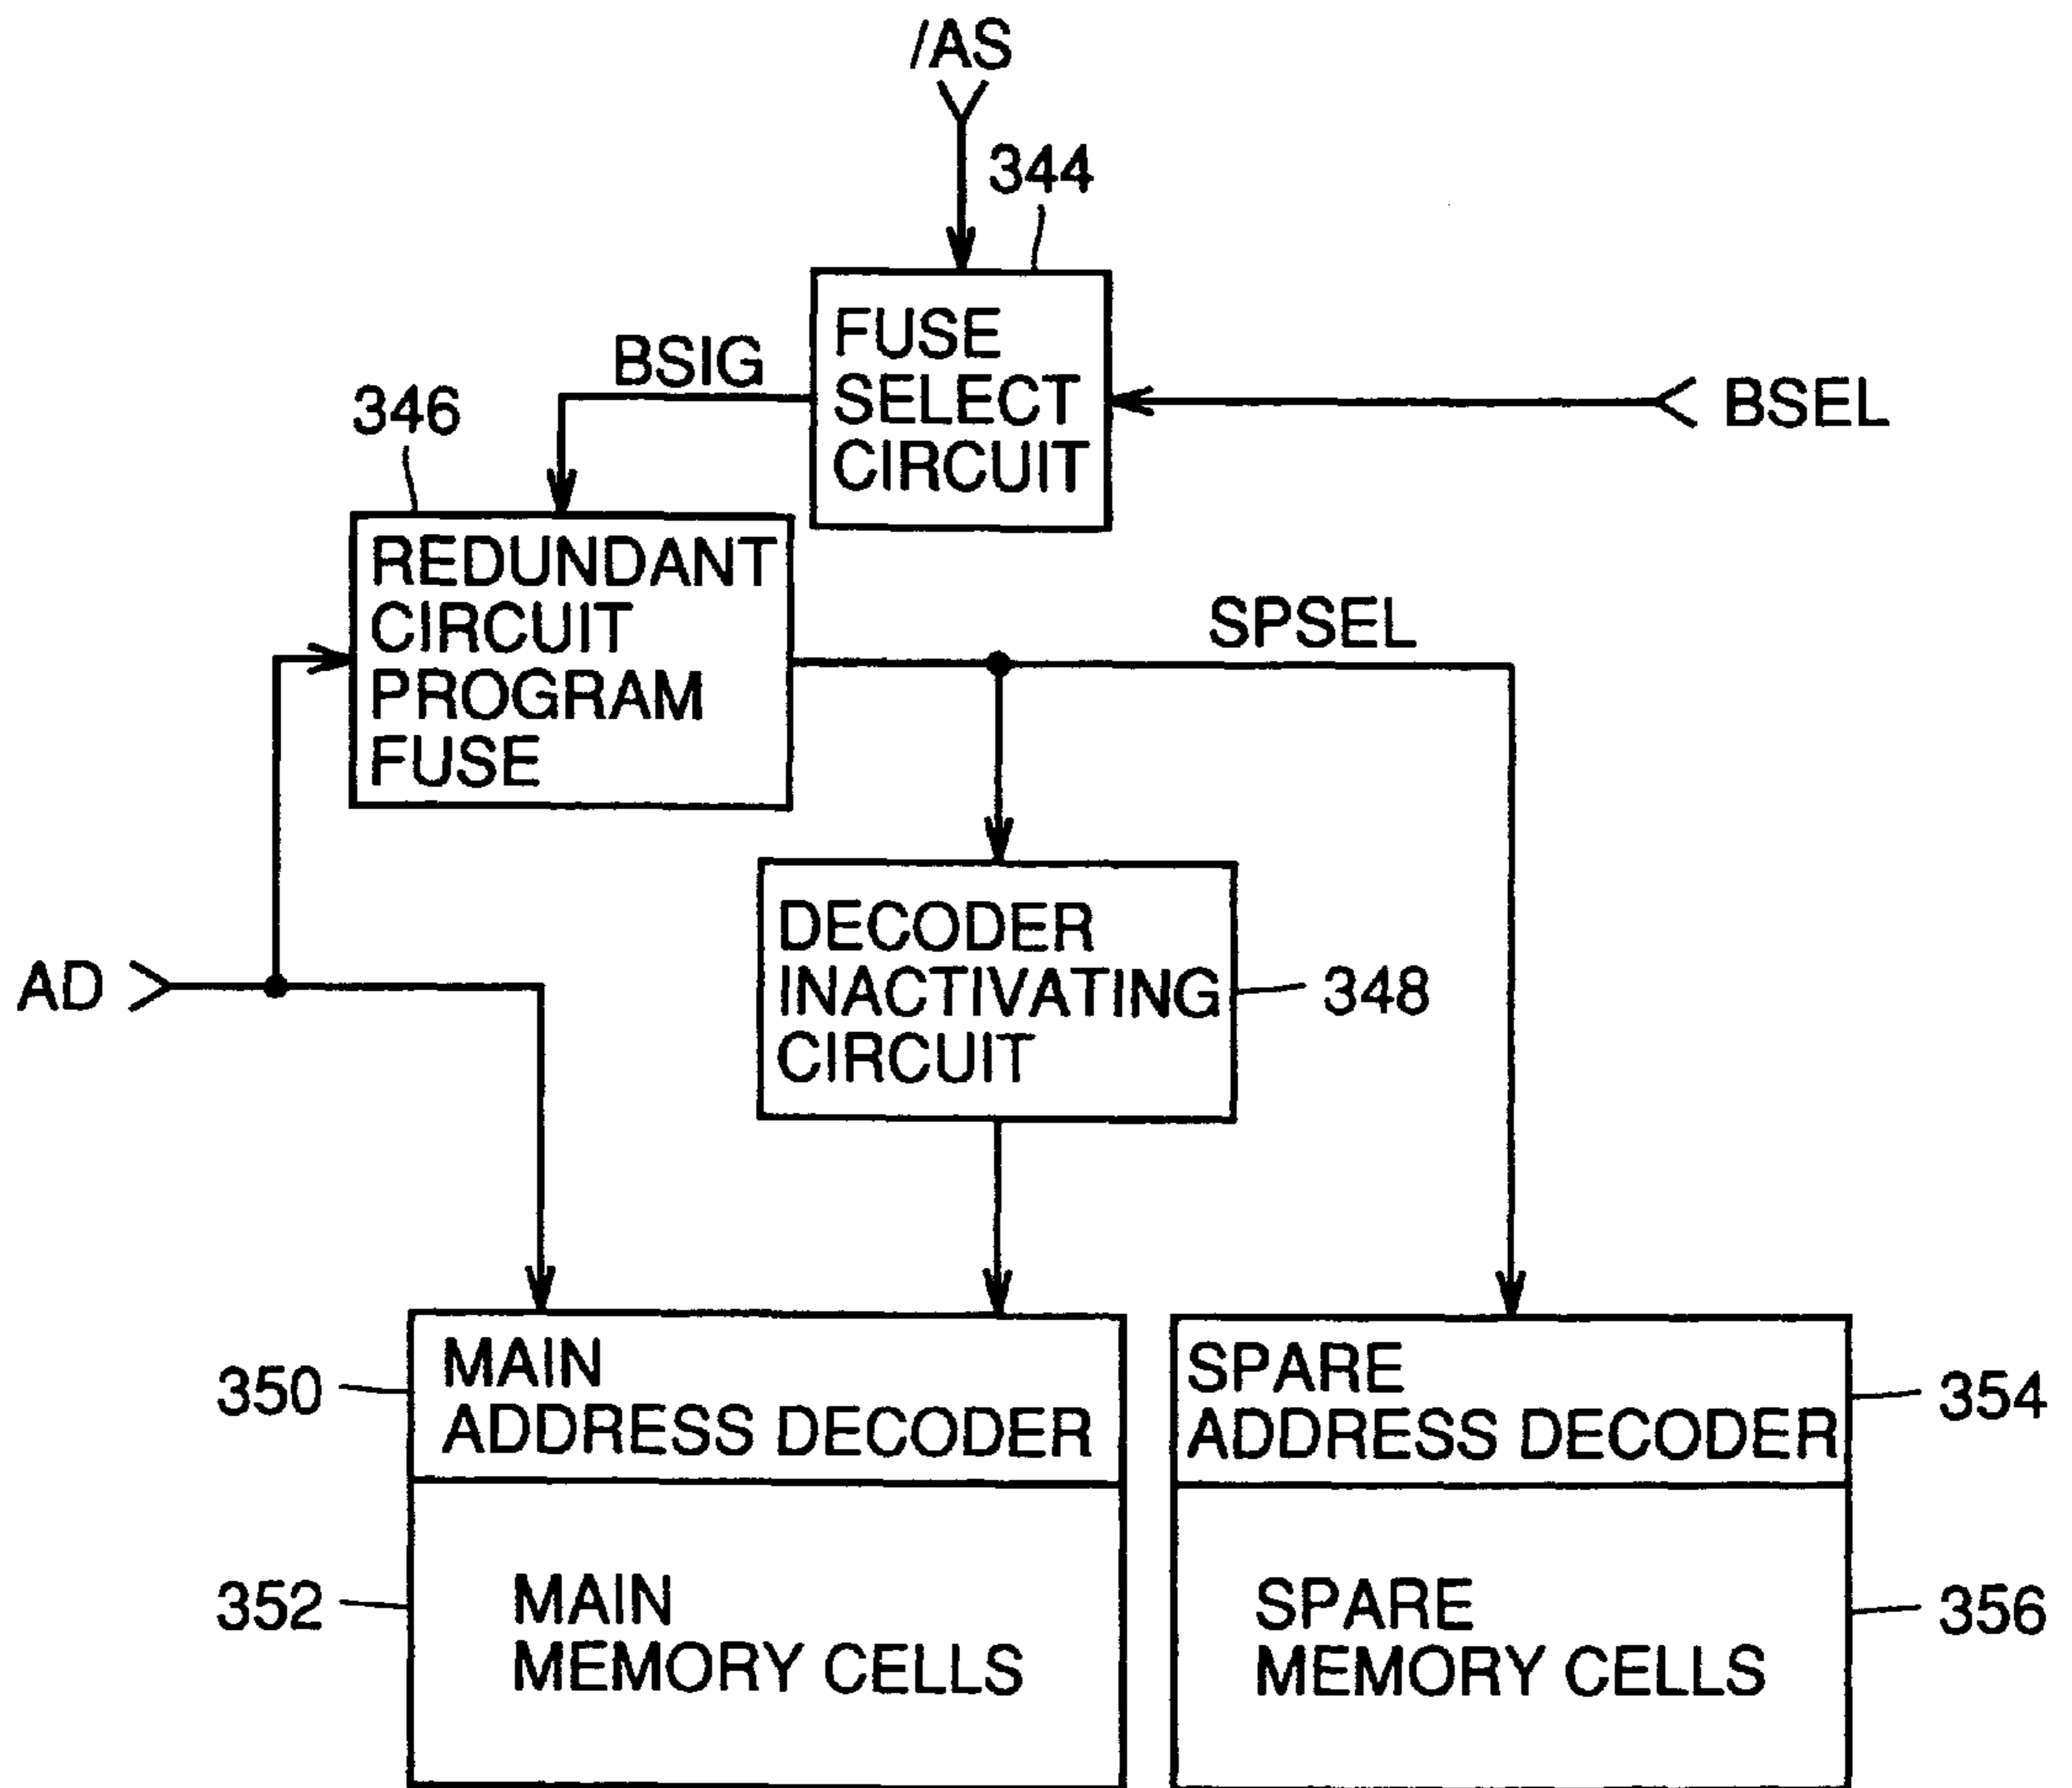 /AS
344
FUSE
SELECT
CIRCUIT
BSIG
BSEL
346
REDUNDANT
CIRCUIT
PROGRAM
FUSE
SPSEL
DECODER
INACTIVATING
CIRCUIT
348
AD
350
MAIN
ADDRESS DECODER
SPARE
ADDRESS DECODER
354
352
MAIN
MEMORY CELLS
SPARE
MEMORY CELLS
356